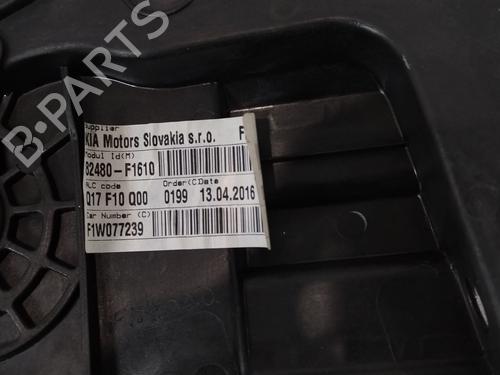 B-PARTS
Supplier
KIA Motors Slovakia s.r.o.
Modul Id(M)
82480-F1610
ALC code Order(C)Date
Q17 F10 Q00 0199 13.04.2016
Car Number (C)
F1W077239